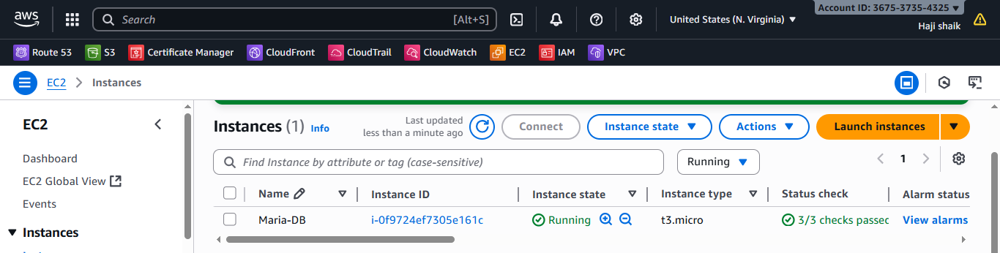 aws
Search [Alt+S]
United States (N. Virginia)
Account ID: 3675-3735-4325
Haji shaik
Route 53 S3 Certificate Manager CloudFront CloudTrail CloudWatch EC2 IAM VPC
EC2 > Instances
EC2
Dashboard
EC2 Global View
Events
Instances
Instances (1) Info
Last updated
less than a minute ago
Connect Instance state Actions Launch instances
Find Instance by attribute or tag (case-sensitive)
Running
1
Name Instance ID Instance state Instance type Status check Alarm status
Maria-DB i-0f9724ef7305e161c Running t3.micro 3/3 checks passed View alarms